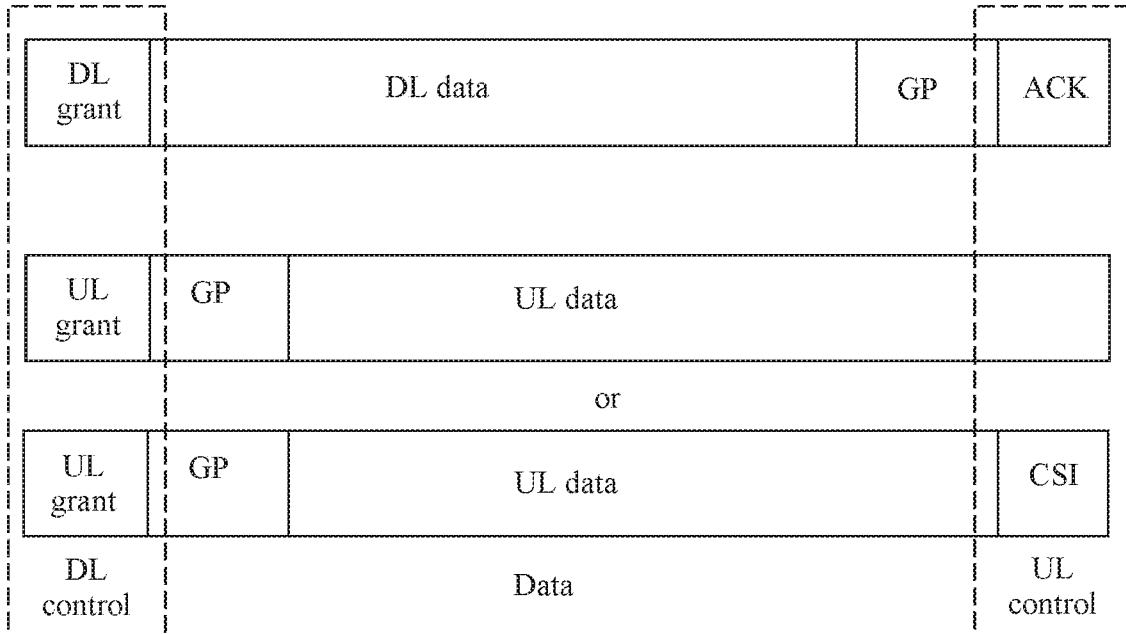 DL
grant
DL data
GP
ACK
UL
grant
GP
UL data
or
UL
grant
GP
UL data
CSI
DL
control
Data
UL
control